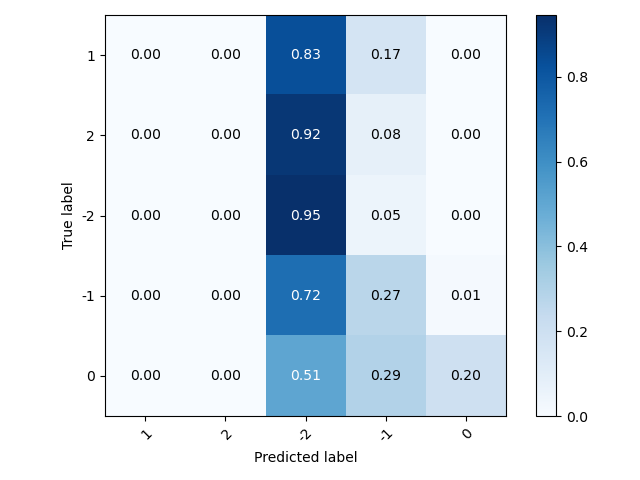 1 0.00 0.00 0.83 0.17 0.00
2 0.00 0.00 0.92 0.08 0.00
-2 0.00 0.00 0.95 0.05 0.00
-1 0.00 0.00 0.72 0.27 0.01
0 0.00 0.00 0.51 0.29 0.20
1 2 -2 -1 0
True label
Predicted label
0.8
0.6
0.4
0.2
0.0